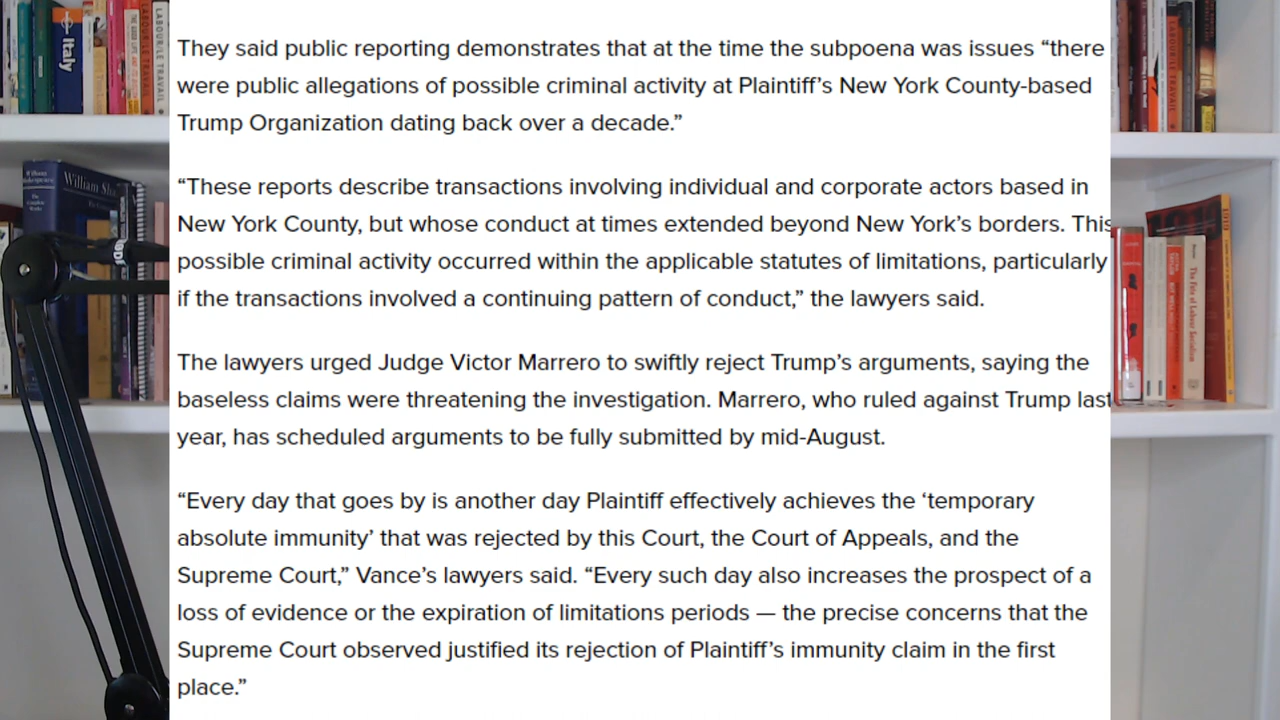 They said public reporting demonstrates that at the time the subpoena was issues “there
were public allegations of possible criminal activity at Plaintiff’s New York County-based
Trump Organization dating back over a decade.”
“These reports describe transactions involving individual and corporate actors based in
New York County, but whose conduct at times extended beyond New York’s borders. This
possible criminal activity occurred within the applicable statutes of limitations, particularly
if the transactions involved a continuing pattern of conduct,” the lawyers said.
The lawyers urged Judge Victor Marrero to swiftly reject Trump’s arguments, saying the
baseless claims were threatening the investigation. Marrero, who ruled against Trump last
year, has scheduled arguments to be fully submitted by mid-August.
“Every day that goes by is another day Plaintiff effectively achieves the ‘temporary
absolute immunity’ that was rejected by this Court, the Court of Appeals, and the
Supreme Court,” Vance’s lawyers said. “Every such day also increases the prospect of a
loss of evidence or the expiration of limitations periods — the precise concerns that the
Supreme Court observed justified its rejection of Plaintiff’s immunity claim in the first
place.”
Italy
LABOUR/LE TRAVAIL
LABOUR/LE TRAVAIL
William